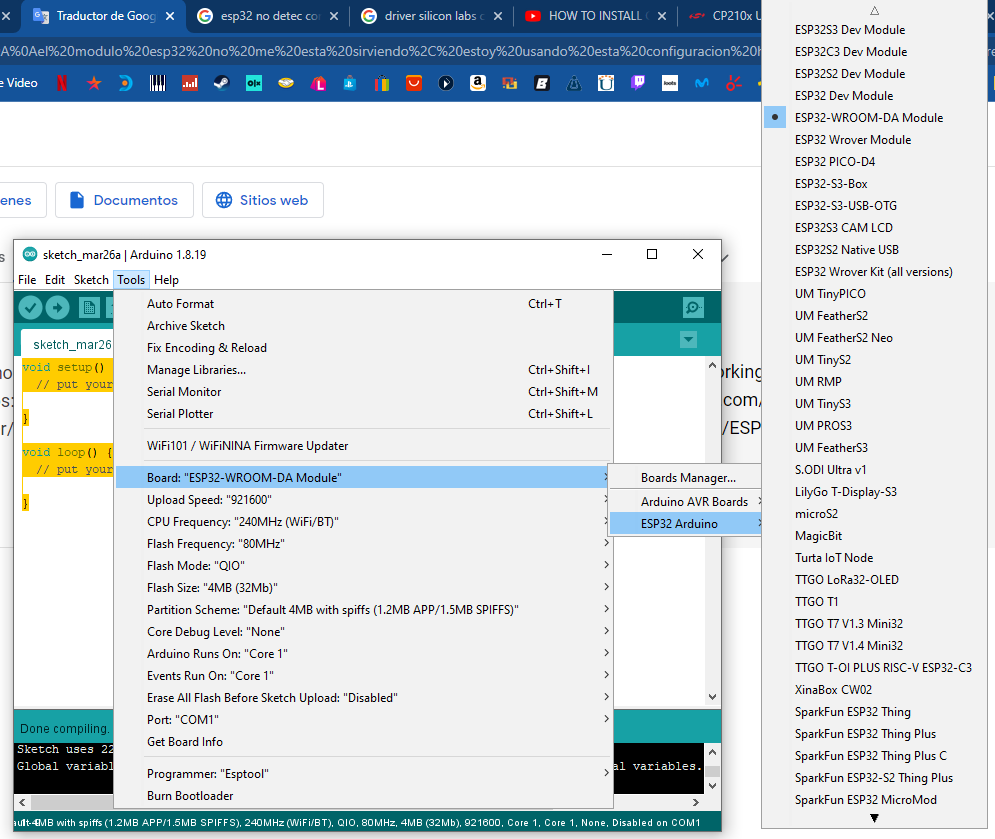 Traductor de Goog
esp32 no detec co
driver silicon labs c
HOW TO INSTALL
CP210x U
A%0Ael%20modulo%20esp32%20no%20me%20esta%20sirviendo%2C%20estoy%20usando%20esta%20configuracion%20h
e Video
enes
Documentos
Sitios web
sketch_mar26a | Arduino 1.8.19
File Edit Sketch Tools Help
sketch_mar26
void setup()
// put your
}
void loop() {
// put your
}
Done compiling.
Sketch uses 22
Global variabl
al variables.
ault 4MB with spiffs (1.2MB APP/1.5MB SPIFFS), 240MHz (WiFi/BT), QIO, 80MHz, 4MB (32Mb), 921600, Core 1, Core 1, None, Disabled on COM1
Auto Format Ctrl+T
Archive Sketch
Fix Encoding & Reload
Manage Libraries... Ctrl+Shift+I
Serial Monitor Ctrl+Shift+M
Serial Plotter Ctrl+Shift+L
WiFi101 / WiFiNINA Firmware Updater
Board: "ESP32-WROOM-DA Module"
Upload Speed: "921600"
CPU Frequency: "240MHz (WiFi/BT)"
Flash Frequency: "80MHz"
Flash Mode: "QIO"
Flash Size: "4MB (32Mb)"
Partition Scheme: "Default 4MB with spiffs (1.2MB APP/1.5MB SPIFFS)"
Core Debug Level: "None"
Arduino Runs On: "Core 1"
Events Run On: "Core 1"
Erase All Flash Before Sketch Upload: "Disabled"
Port: "COM1"
Get Board Info
Programmer: "Esptool"
Burn Bootloader
orking
com/
/ESP
Boards Manager...
Arduino AVR Boards
ESP32 Arduino
ESP32S3 Dev Module
ESP32C3 Dev Module
ESP32S2 Dev Module
ESP32 Dev Module
ESP32-WROOM-DA Module
ESP32 Wrover Module
ESP32 PICO-D4
ESP32-S3-Box
ESP32-S3-USB-OTG
ESP32S3 CAM LCD
ESP32S2 Native USB
ESP32 Wrover Kit (all versions)
UM TinyPICO
UM FeatherS2
UM FeatherS2 Neo
UM TinyS2
UM RMP
UM TinyS3
UM PROS3
UM FeatherS3
S.ODI Ultra v1
LilyGo T-Display-S3
microS2
MagicBit
Turta IoT Node
TTGO LoRa32-OLED
TTGO T1
TTGO T7 V1.3 Mini32
TTGO T7 V1.4 Mini32
TTGO T-OI PLUS RISC-V ESP32-C3
XinaBox CW02
SparkFun ESP32 Thing
SparkFun ESP32 Thing Plus
SparkFun ESP32 Thing Plus C
SparkFun ESP32-S2 Thing Plus
SparkFun ESP32 MicroMod